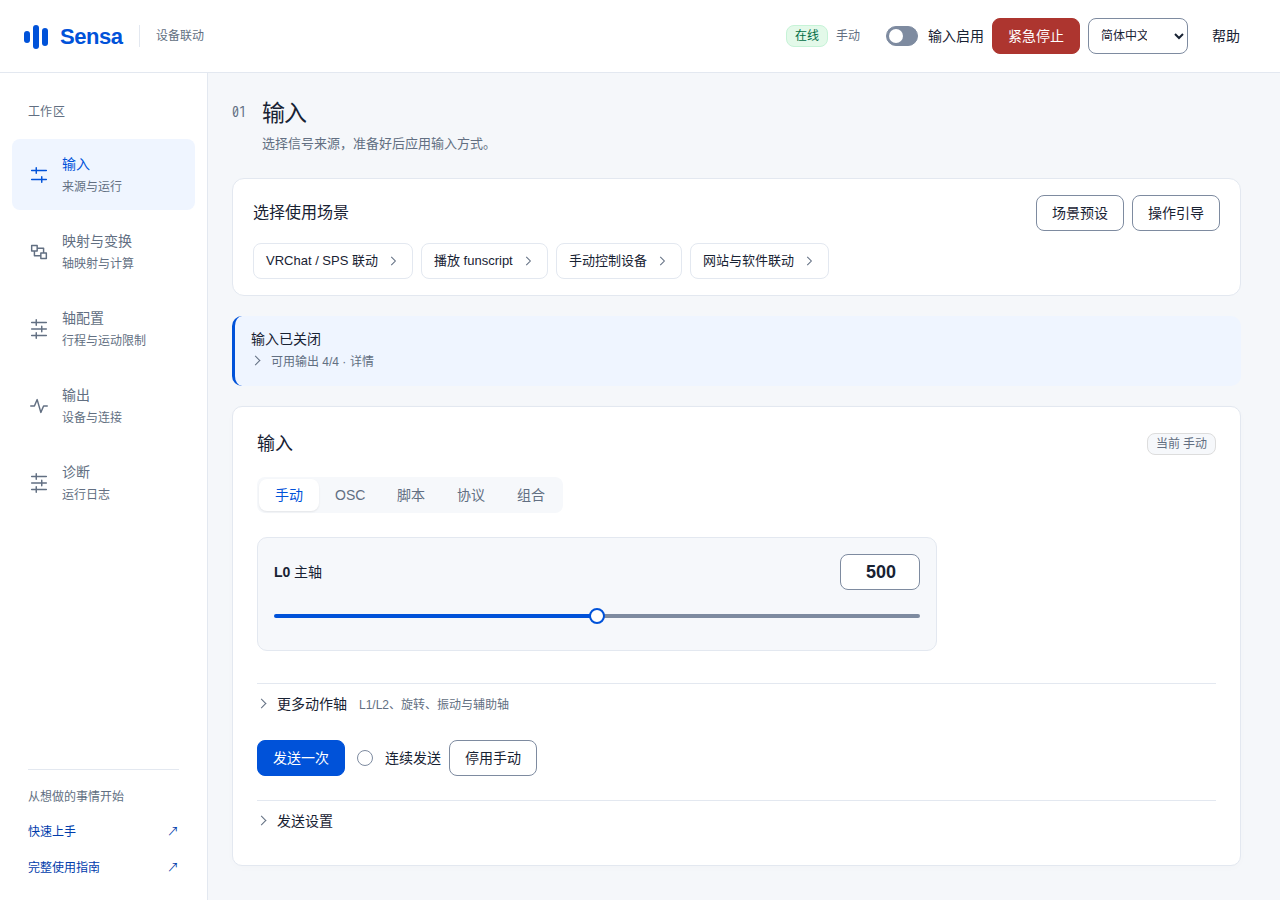 Sensa
设备联动
在线
手动
输入启用
紧急停止
简体中文
帮助
工作区
输入
来源与运行
映射与变换
轴映射与计算
轴配置
行程与运动限制
输出
设备与连接
诊断
运行日志
从想做的事情开始
快速上手 ↗
完整使用指南 ↗
01 输入
选择信号来源，准备好后应用输入方式。
选择使用场景
场景预设
操作引导
VRChat / SPS 联动
播放 funscript
手动控制设备
网站与软件联动
输入已关闭
可用输出 4/4 · 详情
输入
当前 手动
手动
OSC
脚本
协议
组合
L0 主轴
500
更多动作轴 L1/L2、旋转、振动与辅助轴
发送一次
连续发送
停用手动
发送设置